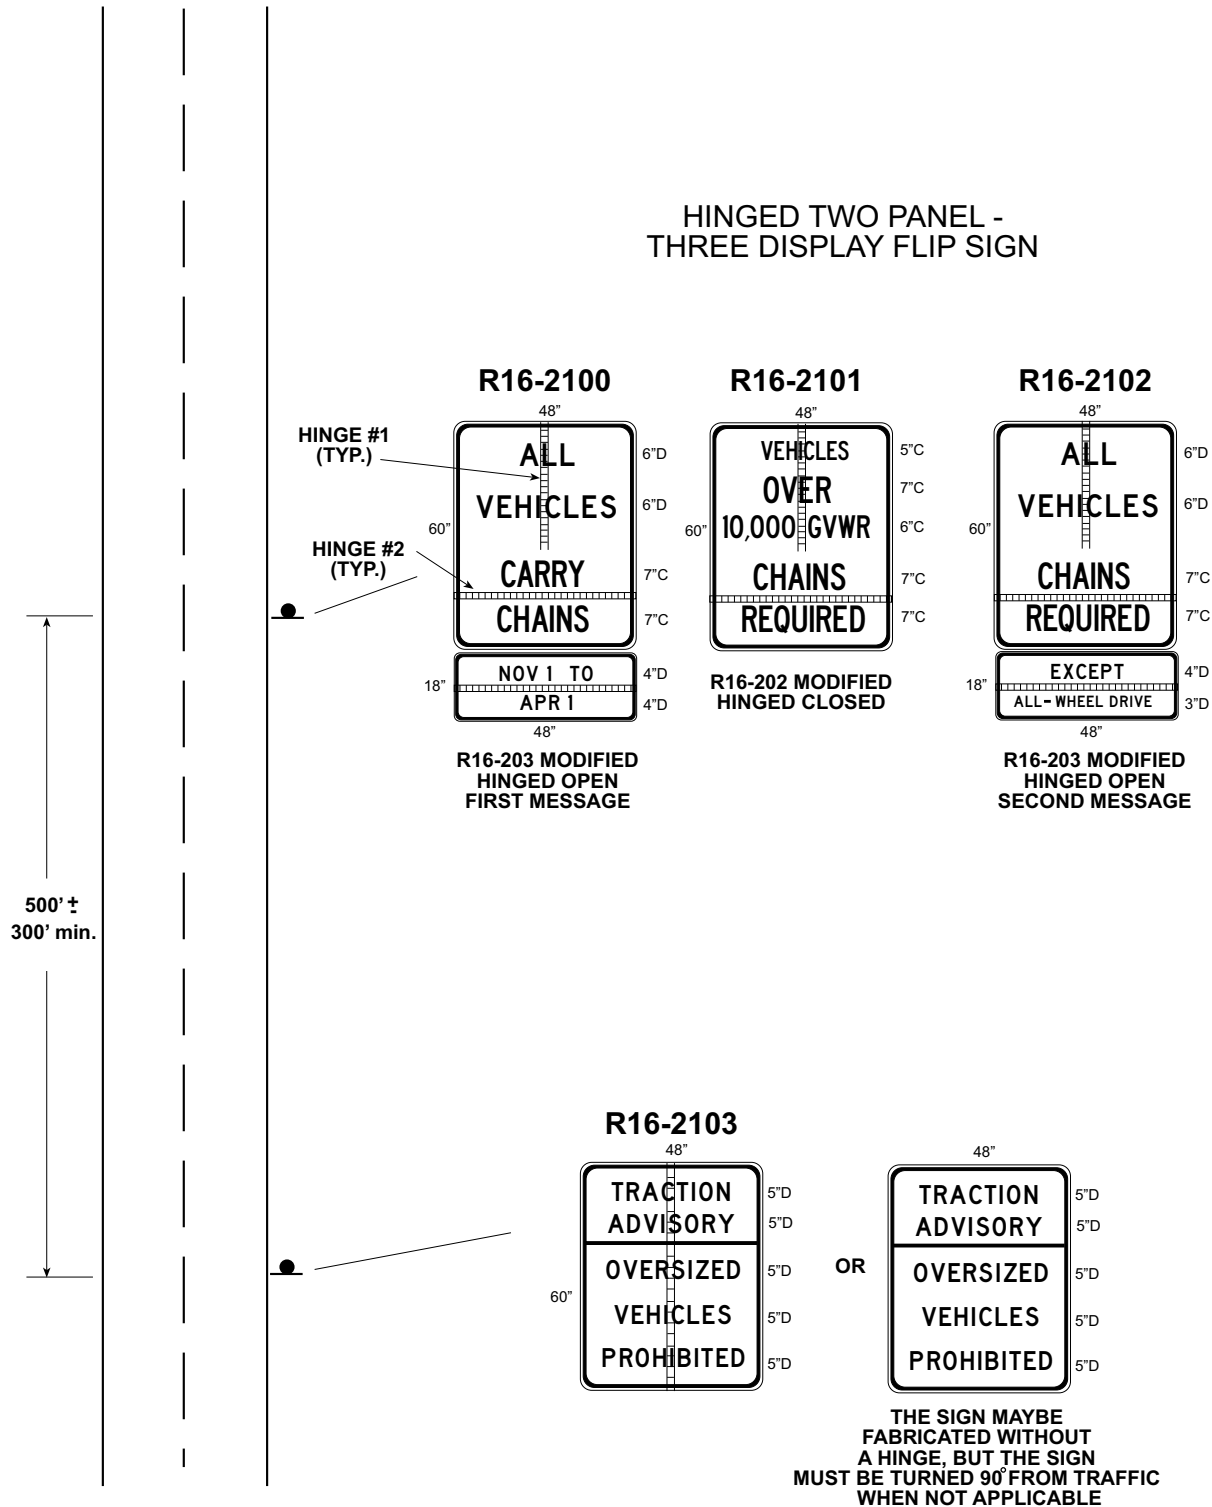 HINGED TWO PANEL -
THREE DISPLAY FLIP SIGN
R16-2100
48”
HINGE #1
(TYP.)
HINGE #2
(TYP.)
60”
ALL
6”D
VEHICLES
6”D
CARRY
7”C
CHAINS
7”C
18”
NOV 1 TO
4”D
APR 1
4”D
48”
R16-203 MODIFIED
HINGED OPEN
FIRST MESSAGE
R16-2101
48”
60”
VEHICLES
5”C
OVER
7”C
10,000 GVWR
6”C
CHAINS
7”C
REQUIRED
7”C
R16-202 MODIFIED
HINGED CLOSED
R16-2102
48”
60”
ALL
6”D
VEHICLES
6”D
CHAINS
7”C
REQUIRED
7”C
18”
EXCEPT
4”D
ALL-WHEEL DRIVE
3”D
48”
R16-203 MODIFIED
HINGED OPEN
SECOND MESSAGE
500’ ±
300’ min.
R16-2103
48”
60”
TRACTION
5”D
ADVISORY
5”D
OVERSIZED
5”D
VEHICLES
5”D
PROHIBITED
5”D
OR
48”
TRACTION
5”D
ADVISORY
5”D
OVERSIZED
5”D
VEHICLES
5”D
PROHIBITED
5”D
THE SIGN MAYBE
FABRICATED WITHOUT
A HINGE, BUT THE SIGN
MUST BE TURNED 90° FROM TRAFFIC
WHEN NOT APPLICABLE